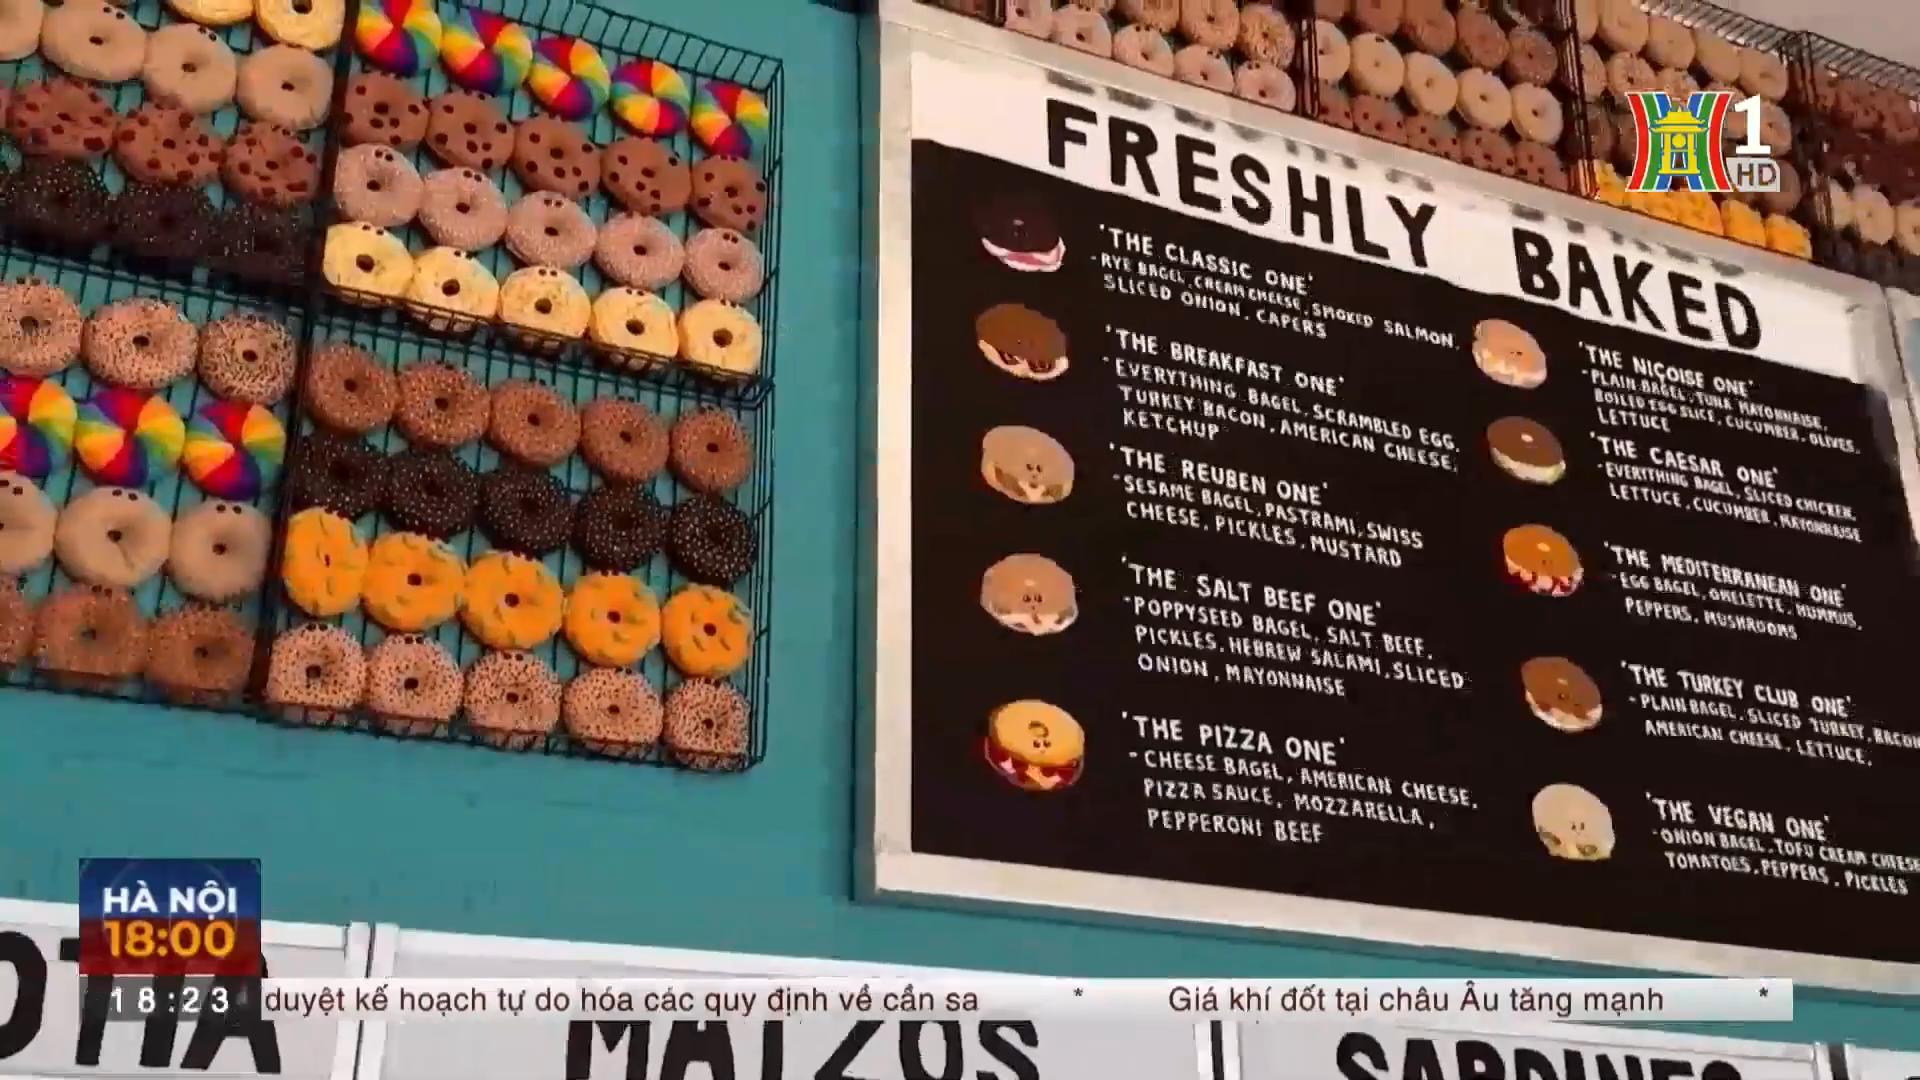 FRESHLY BAKED
1
HD
'THE CLASSIC ONE'
-RYE BAGEL, CREAM CHEESE, SMOKED SALMON,
SLICED ONION, CAPERS
'THE BREAKFAST ONE'
-EVERYTHING BAGEL, SCRAMBLED EGG,
TURKEY BACON, AMERICAN CHEESE,
KETCHUP
'THE REUBEN ONE'
-SESAME BAGEL, PASTRAMI, SWISS
CHEESE, PICKLES, MUSTARD
'THE SALT BEEF ONE'
-POPPYSEED BAGEL, SALT BEEF,
PICKLES, HEBREW SALAMI, SLICED
ONION, MAYONNAISE
'THE PIZZA ONE'
- CHEESE BAGEL, AMERICAN CHEESE,
PIZZA SAUCE, MOZZARELLA,
PEPPERONI BEEF
'THE NIÇOISE ONE'
-PLAIN BAGEL, TUNA MAYONNAISE,
BOILED EGG SLICE, CUCUMBER, OLIVES,
LETTUCE
'THE CAESAR ONE'
-EVERYTHING BAGEL, SLICED CHICKEN,
LETTUCE, CUCUMBER, MAYONNAISE
'THE MEDITERRANEAN ONE'
-EGG BAGEL, OMELETTE, HUMMUS,
PEPPERS, MUSHROOMS
'THE TURKEY CLUB ONE'
- PLAIN BAGEL, SLICED TURKEY, BACON
AMERICAN CHEESE, LETTUCE,
'THE VEGAN ONE'
-ONION BAGEL, TOFU CREAM CHEESE
TOMATOES, PEPPERS, PICKLES
HÀ NỘI
18:00
18:23
duyệt kế hoạch tự do hóa các quy định về cần sa * Giá khí đốt tại châu Âu tăng mạnh *
MATZOS
SARDINES